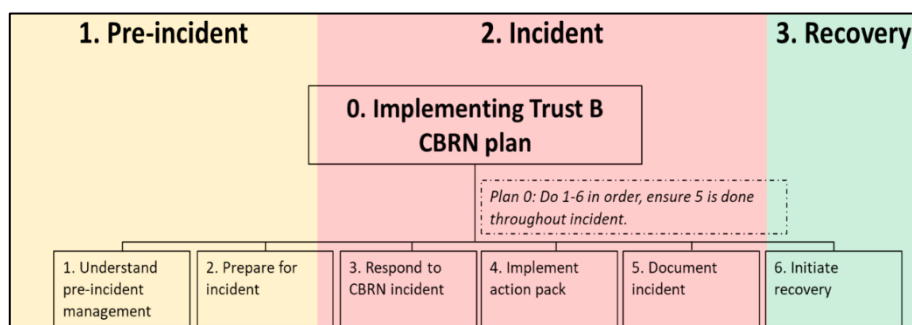 1. Pre-incident
2. Incident
3. Recovery
0. Implementing Trust B
CBRN plan
Plan 0: Do 1-6 in order, ensure 5 is done
throughout incident.
1. Understand
pre-incident
management
2. Prepare for
incident
3. Respond to
CBRN incident
4. Implement
action pack
5. Document
incident
6. Initiate
recovery